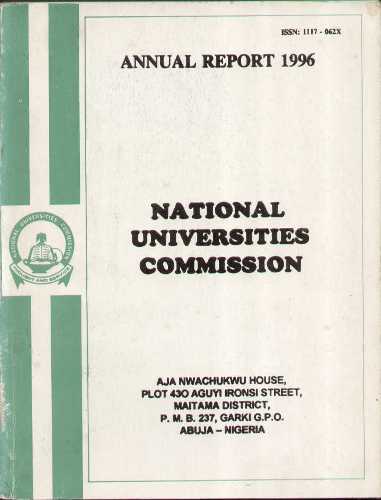 ISSN: 1117 - 062X
ANNUAL REPORT 1996
NATIONAL UNIVERSITIES COMMISSION
NATIONAL
UNIVERSITIES
COMMISSION
AJA NWACHUKWU HOUSE,
PLOT 430 AGUYI IRONSI STREET,
MAITAMA DISTRICT,
P. M. B. 237, GARKI G.P.O.
ABUJA – NIGERIA